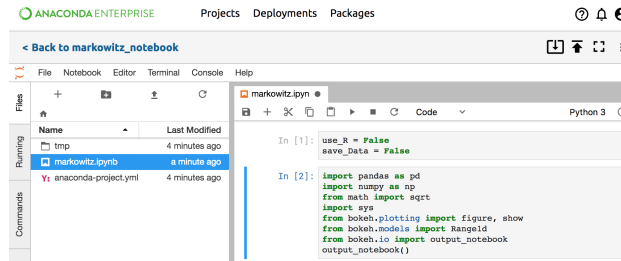 ANACONDA ENTERPRISE Projects Deployments Packages
< Back to markowitz_notebook
File Notebook Editor Terminal Console Help
Files
Running
Commands
Name Last Modified
tmp 4 minutes ago
markowitz.ipynb a minute ago
Y: anaconda-project.yml 4 minutes ago
markowitz.ipyn
Code Python 3
In [1]: use_R = False
save_Data = False
In [2]: import pandas as pd
import numpy as np
from math import sqrt
import sys
from bokeh.plotting import figure, show
from bokeh.models import Range1d
from bokeh.io import output_notebook
output_notebook()